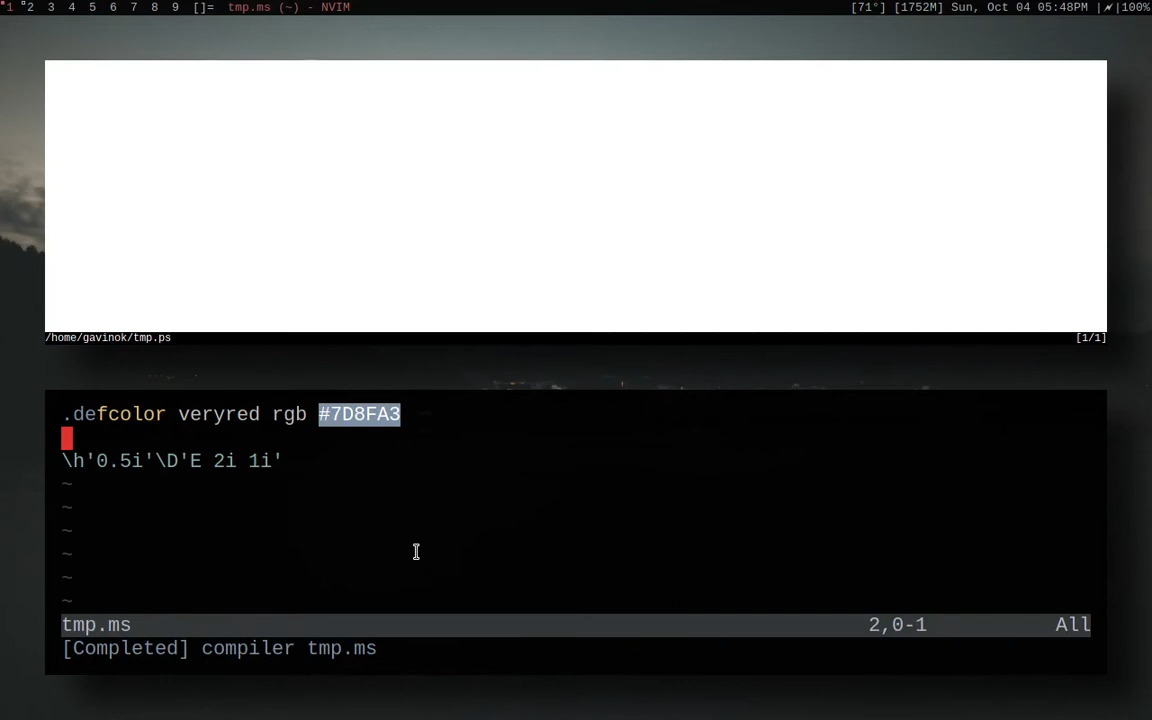 1 2 3 4 5 6 7 8 9 []= tmp.ms (~) - NVIM [71°] [1752M] Sun, Oct 04 05:48PM |⚡|100%
/home/gavinok/tmp.ps [1/1]
.defcolor veryred rgb #7D8FA3
\h'0.5i'\D'E 2i 1i'
~
~
~
~
~
~
tmp.ms 2,0-1 All
[Completed] compiler tmp.ms